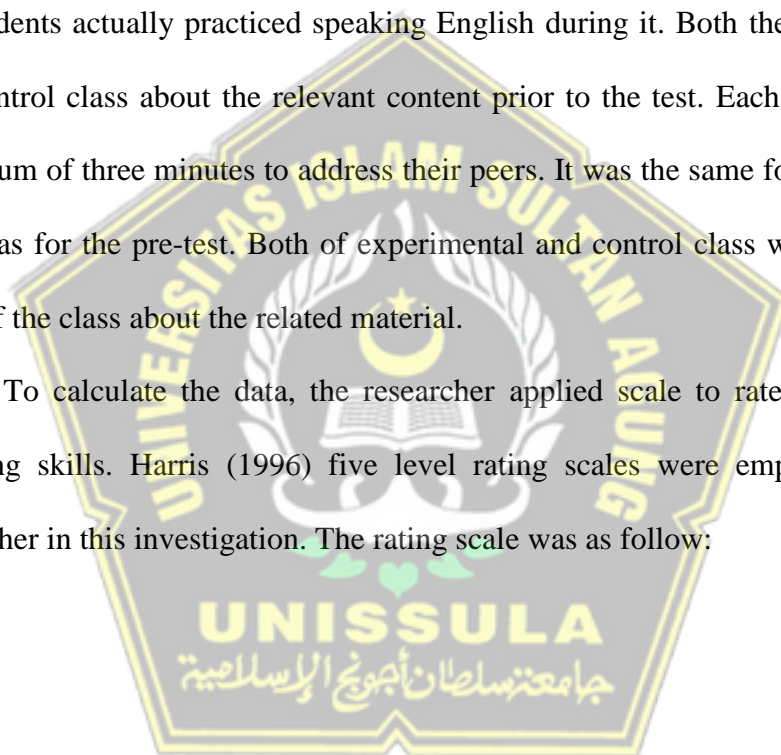 dents actually practiced speaking English during it. Both the
ntrol class about the relevant content prior to the test. Each
um of three minutes to address their peers. It was the same fo
as for the pre-test. Both of experimental and control class w
f the class about the related material.
To calculate the data, the researcher applied scale to rate
ng skills. Harris (1996) five level rating scales were emp
her in this investigation. The rating scale was as follow:
UNIVERSITAS ISLAM SULTAN AGUNG
UNISSULA
جامعة سلطان أجونج الإسلامية